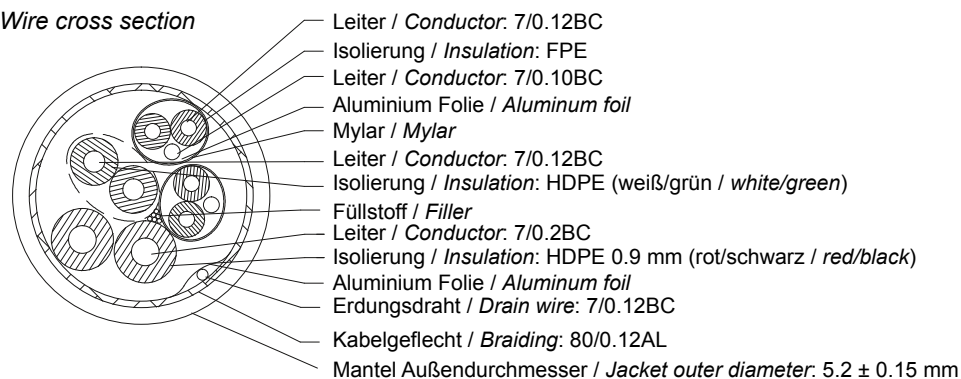 Wire cross section
Leiter / Conductor: 7/0.12BC
Isolierung / Insulation: FPE
Leiter / Conductor: 7/0.10BC
Aluminium Folie / Aluminum foil
Mylar / Mylar
Leiter / Conductor: 7/0.12BC
Isolierung / Insulation: HDPE (weiß/grün / white/green)
Füllstoff / Filler
Leiter / Conductor: 7/0.2BC
Isolierung / Insulation: HDPE 0.9 mm (rot/schwarz / red/black)
Aluminium Folie / Aluminum foil
Erdungsdraht / Drain wire: 7/0.12BC
Kabelgeflecht / Braiding: 80/0.12AL
Mantel Außendurchmesser / Jacket outer diameter: 5.2 ± 0.15 mm